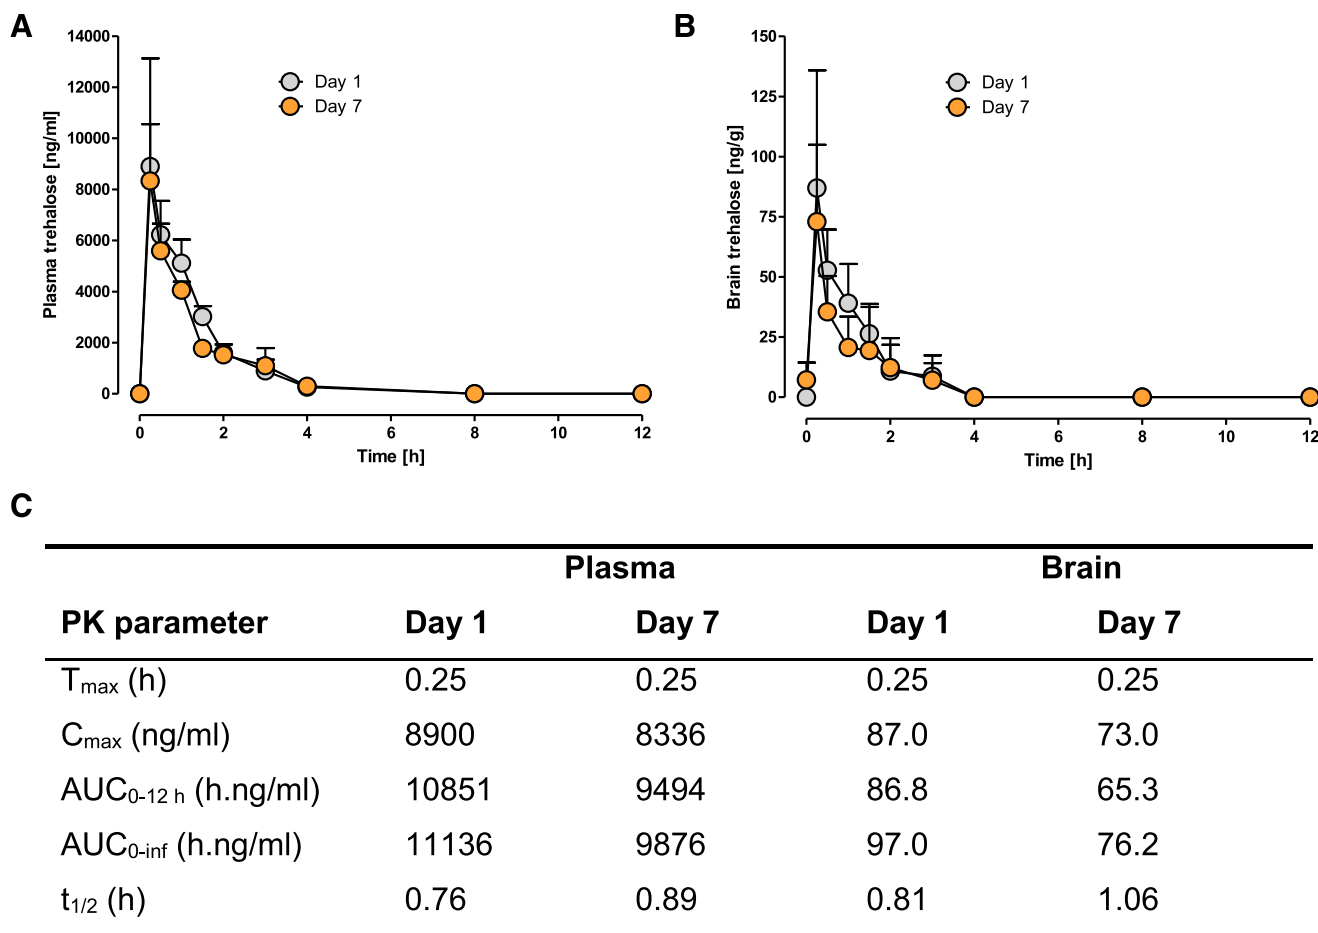 A
Plasma trehalose [ng/ml]
14000
12000
10000
8000
6000
4000
2000
0
Day 1
Day 7
0 2 4 6 8 10 12
Time [h]
B
Brain trehalose [ng/g]
150
125
100
75
50
25
0
Day 1
Day 7
0 2 4 6 8 10 12
Time [h]
C
Plasma Brain
PK parameter Day 1 Day 7 Day 1 Day 7
Tmax (h) 0.25 0.25 0.25 0.25
Cmax (ng/ml) 8900 8336 87.0 73.0
AUC0-12 h (h.ng/ml) 10851 9494 86.8 65.3
AUC0-inf (h.ng/ml) 11136 9876 97.0 76.2
t1/2 (h) 0.76 0.89 0.81 1.06